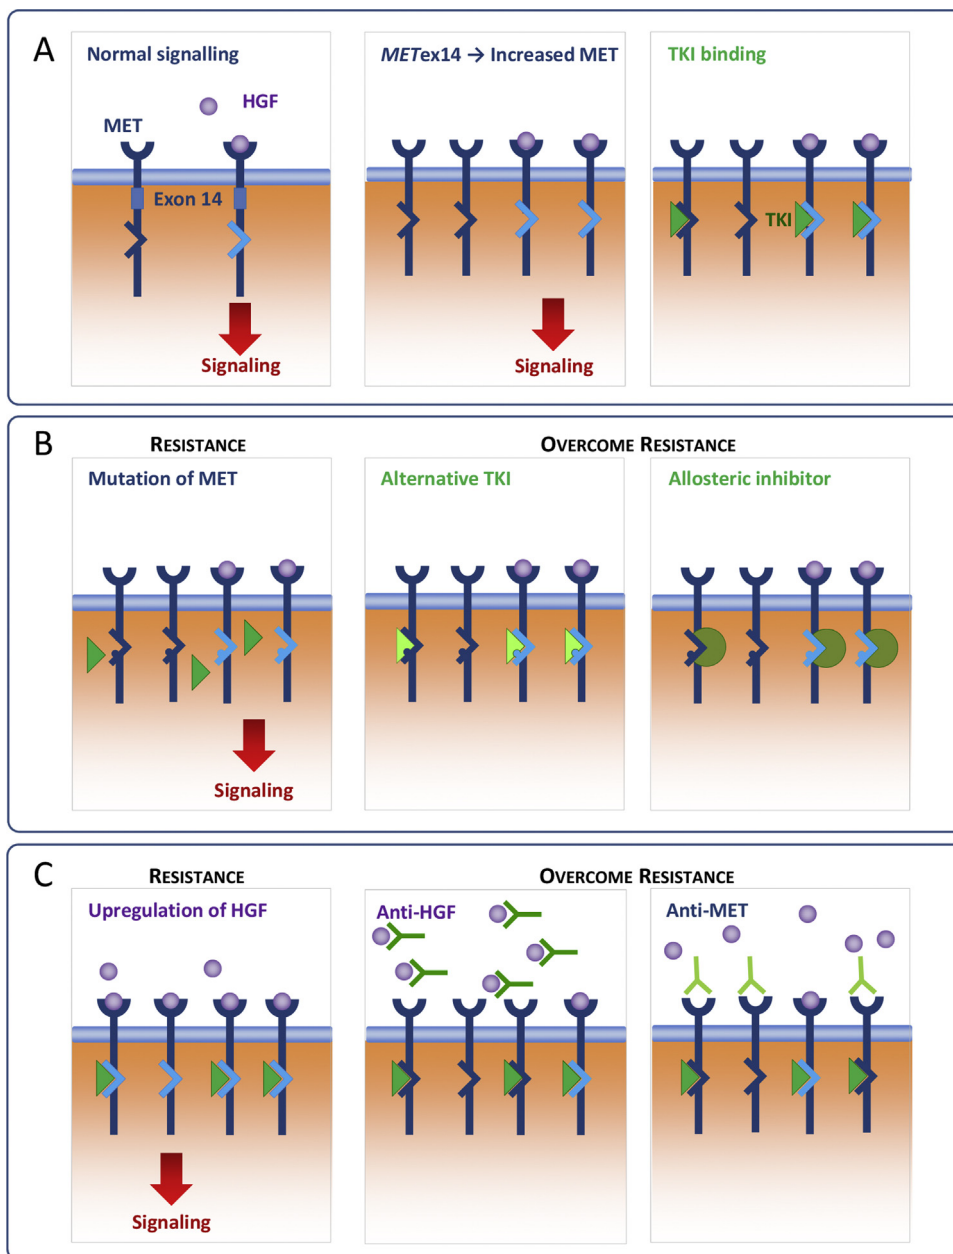 A
Normal signalling
HGF
MET
Exon 14
Signaling
METex14 → Increased MET
Signaling
TKI binding
TKI
B
RESISTANCE
OVERCOME RESISTANCE
Mutation of MET
Signaling
Alternative TKI
Allosteric inhibitor
C
RESISTANCE
OVERCOME RESISTANCE
Upregulation of HGF
Signaling
Anti-HGF
Anti-MET